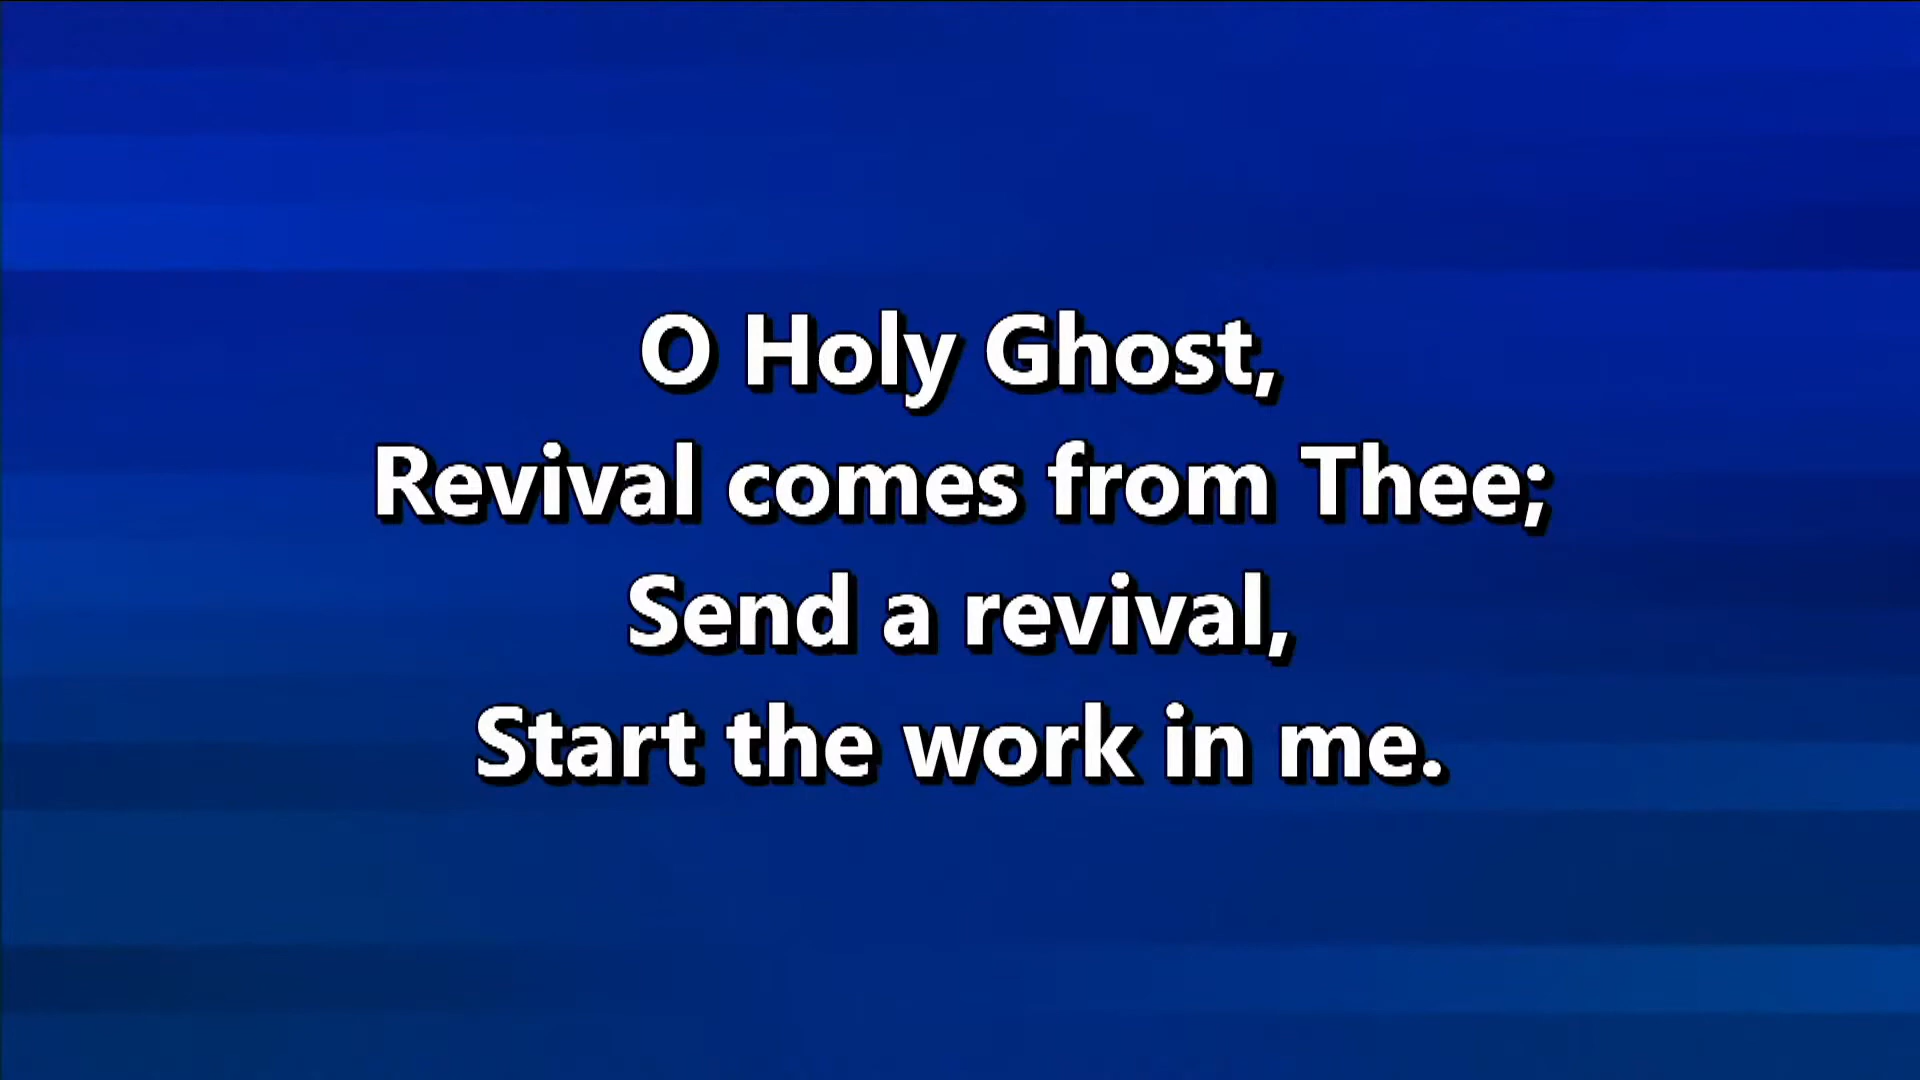 O Holy Ghost,
Revival comes from Thee;
Send a revival,
Start the work in me.